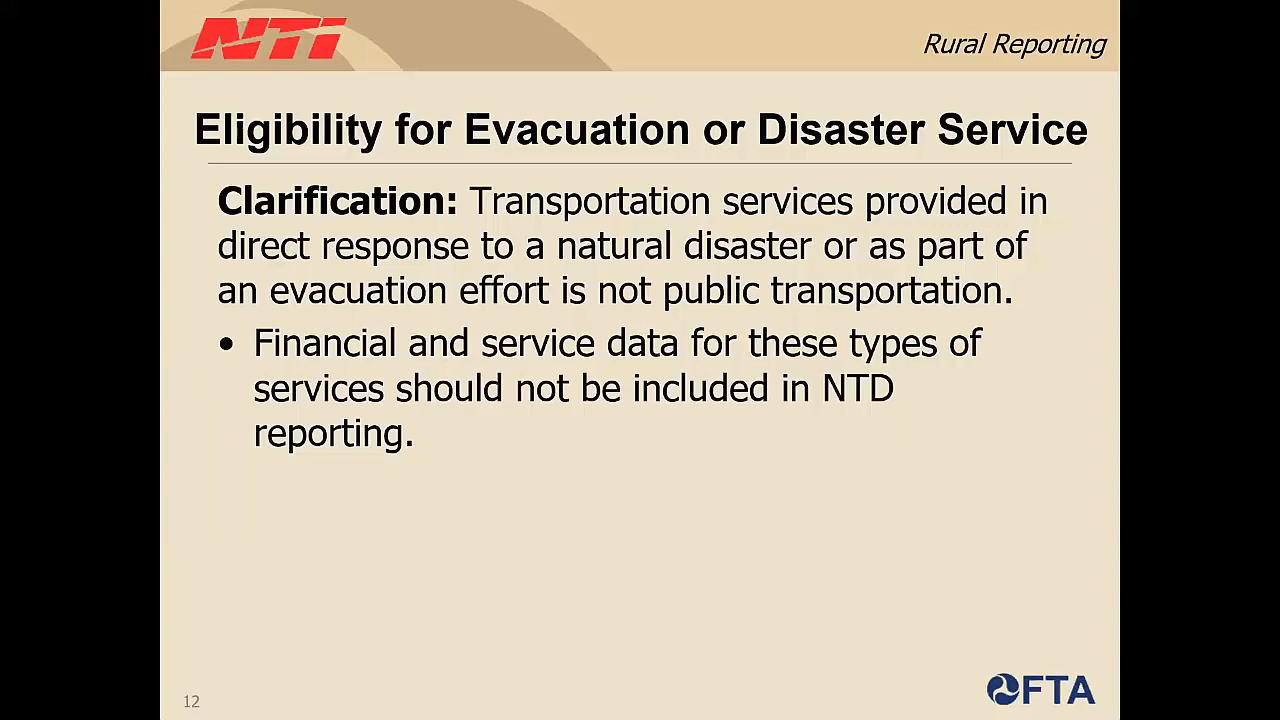 NTI
Rural Reporting
Eligibility for Evacuation or Disaster Service
Clarification: Transportation services provided in
direct response to a natural disaster or as part of
an evacuation effort is not public transportation.
• Financial and service data for these types of
services should not be included in NTD
reporting.
12
FTA